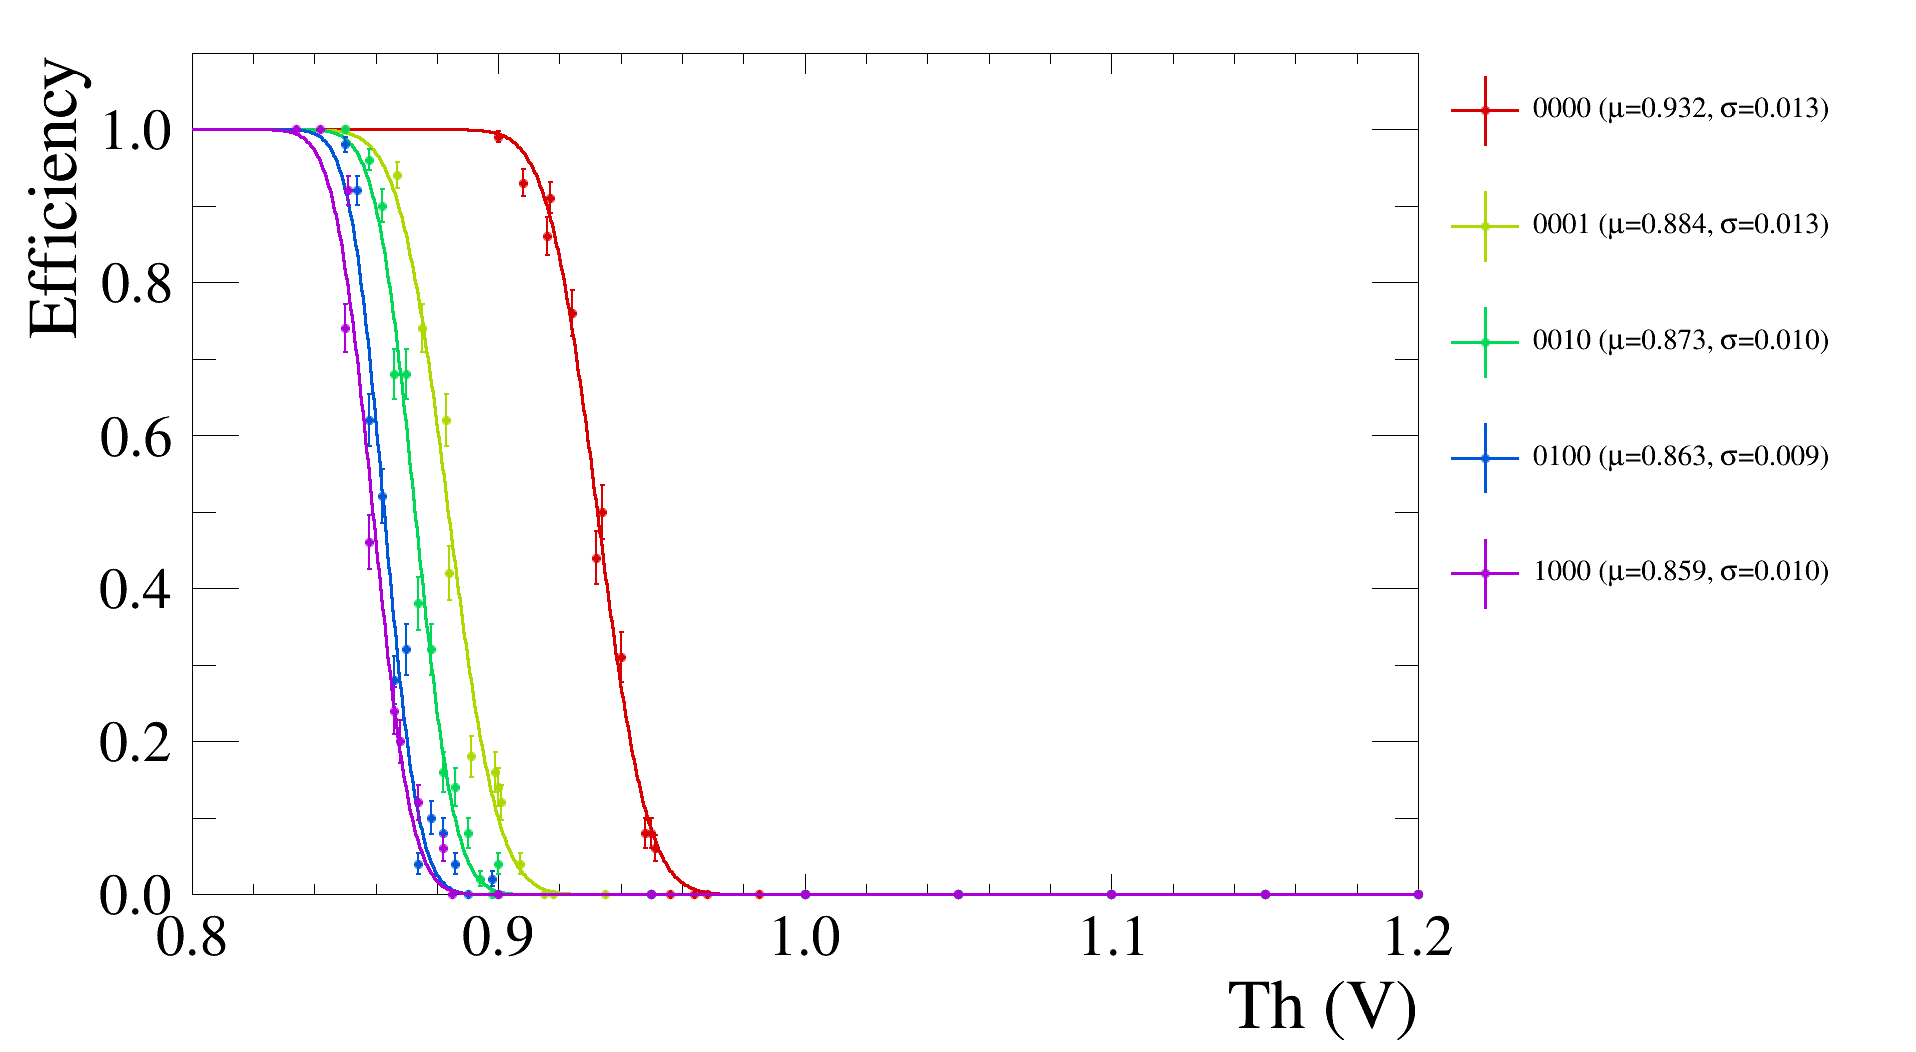 Efficiency
1.0
0.8
0.6
0.4
0.2
0.0
0.8 0.9 1.0 1.1 1.2
Th (V)
0000 (μ=0.932, σ=0.013)
0001 (μ=0.884, σ=0.013)
0010 (μ=0.873, σ=0.010)
0100 (μ=0.863, σ=0.009)
1000 (μ=0.859, σ=0.010)